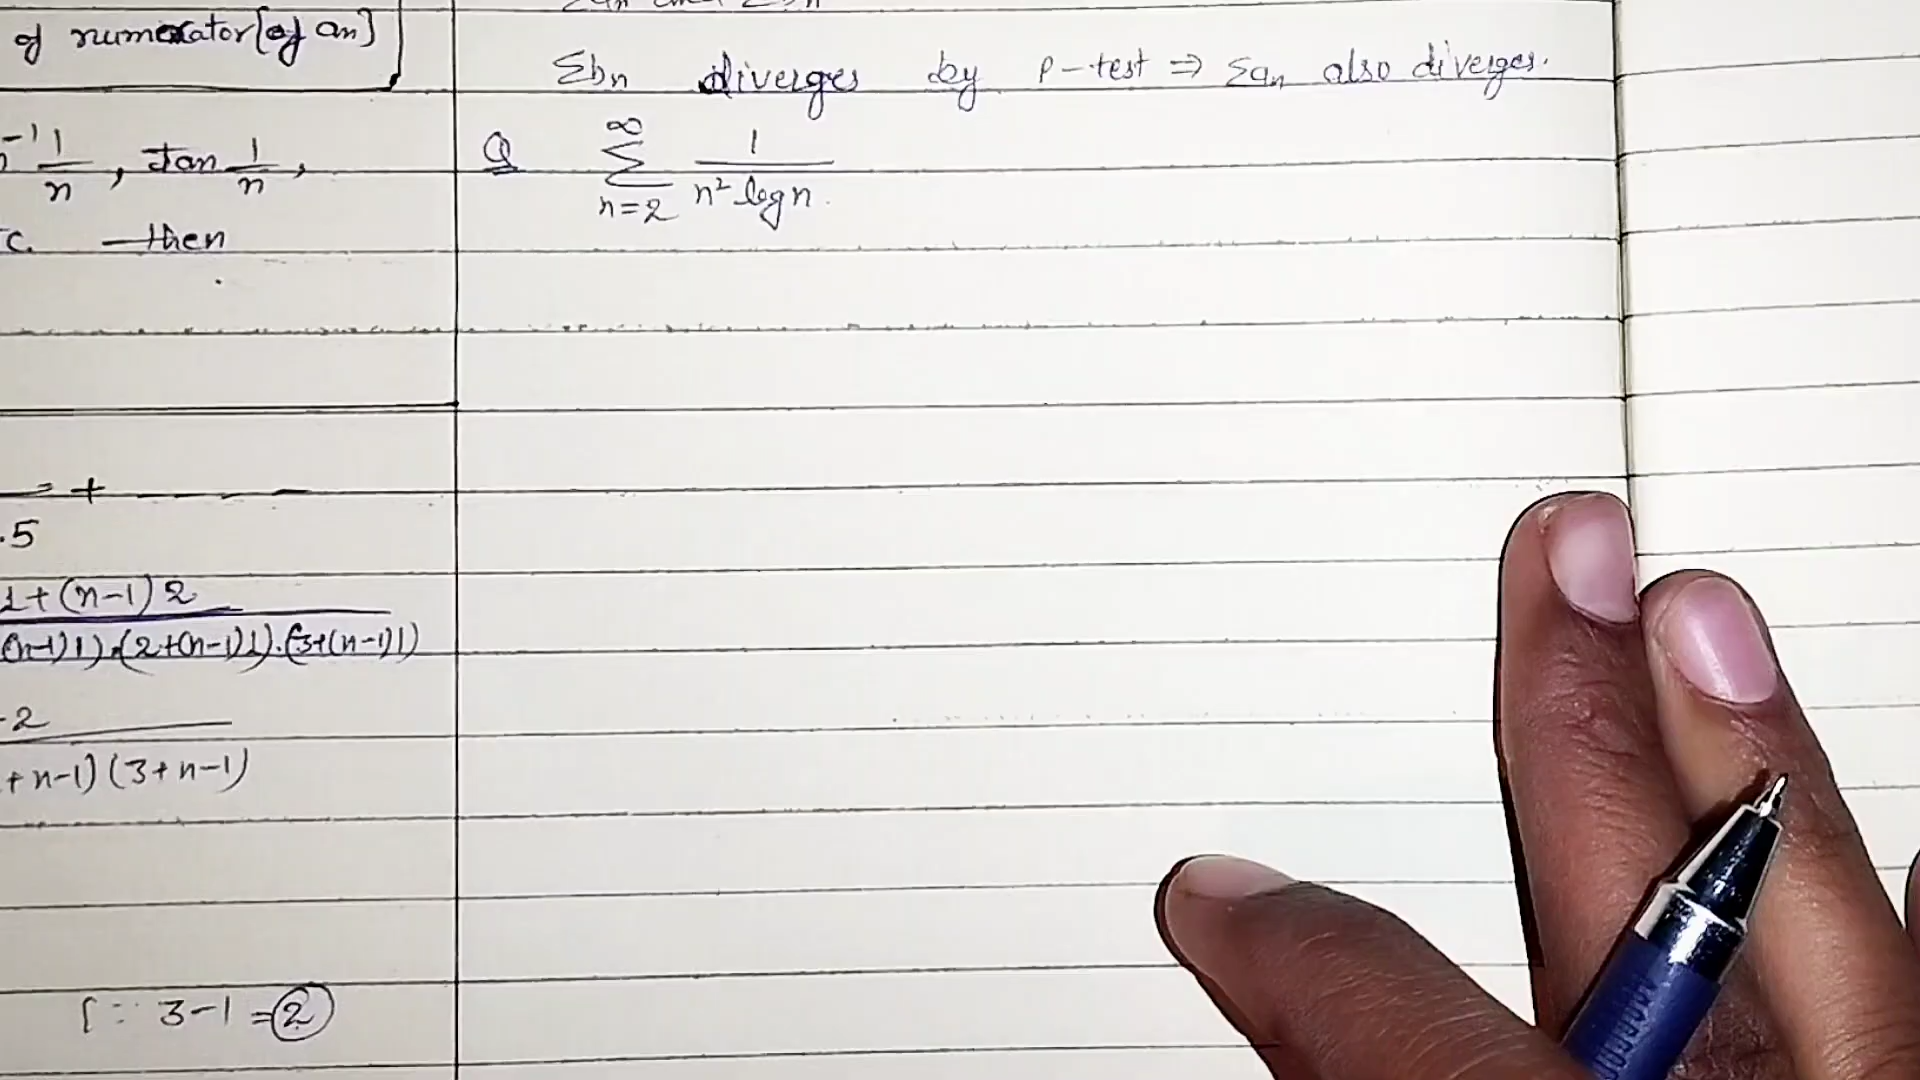 of numerator [of an]
1/n, Tan 1/n,
c. then
.5
1+(n-1)2
(n-1)1).(2+(n-1)1).(3+(n-1)1)
-2
+n-1)(3+n-1)
3-1=2
Σbn diverges by P-test ⇒ Σan also diverges.
Q ∞ Σ n=2 1/n² log n.